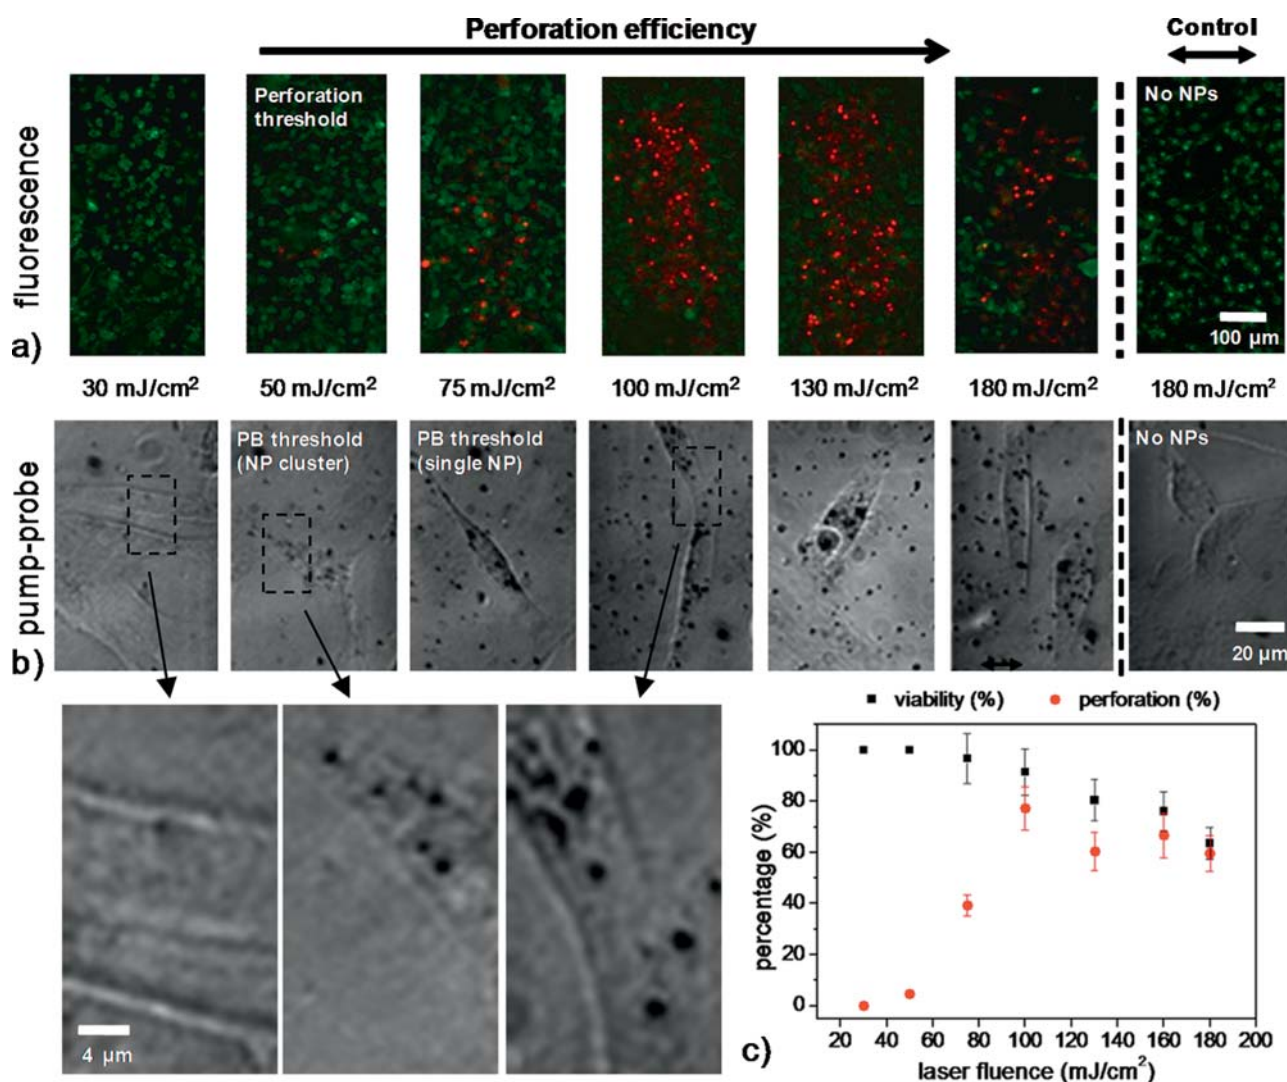 Perforation efficiency
Control
fluorescence
Perforation
threshold
No NPs
100 µm
a)
30 mJ/cm²
50 mJ/cm²
75 mJ/cm²
100 mJ/cm²
130 mJ/cm²
180 mJ/cm²
180 mJ/cm²
pump-probe
PB threshold
(NP cluster)
PB threshold
(single NP)
No NPs
20 µm
b)
4 µm
viability (%)
perforation (%)
percentage (%)
100
80
60
40
20
0
20 40 60 80 100 120 140 160 180 200
laser fluence (mJ/cm²)
c)